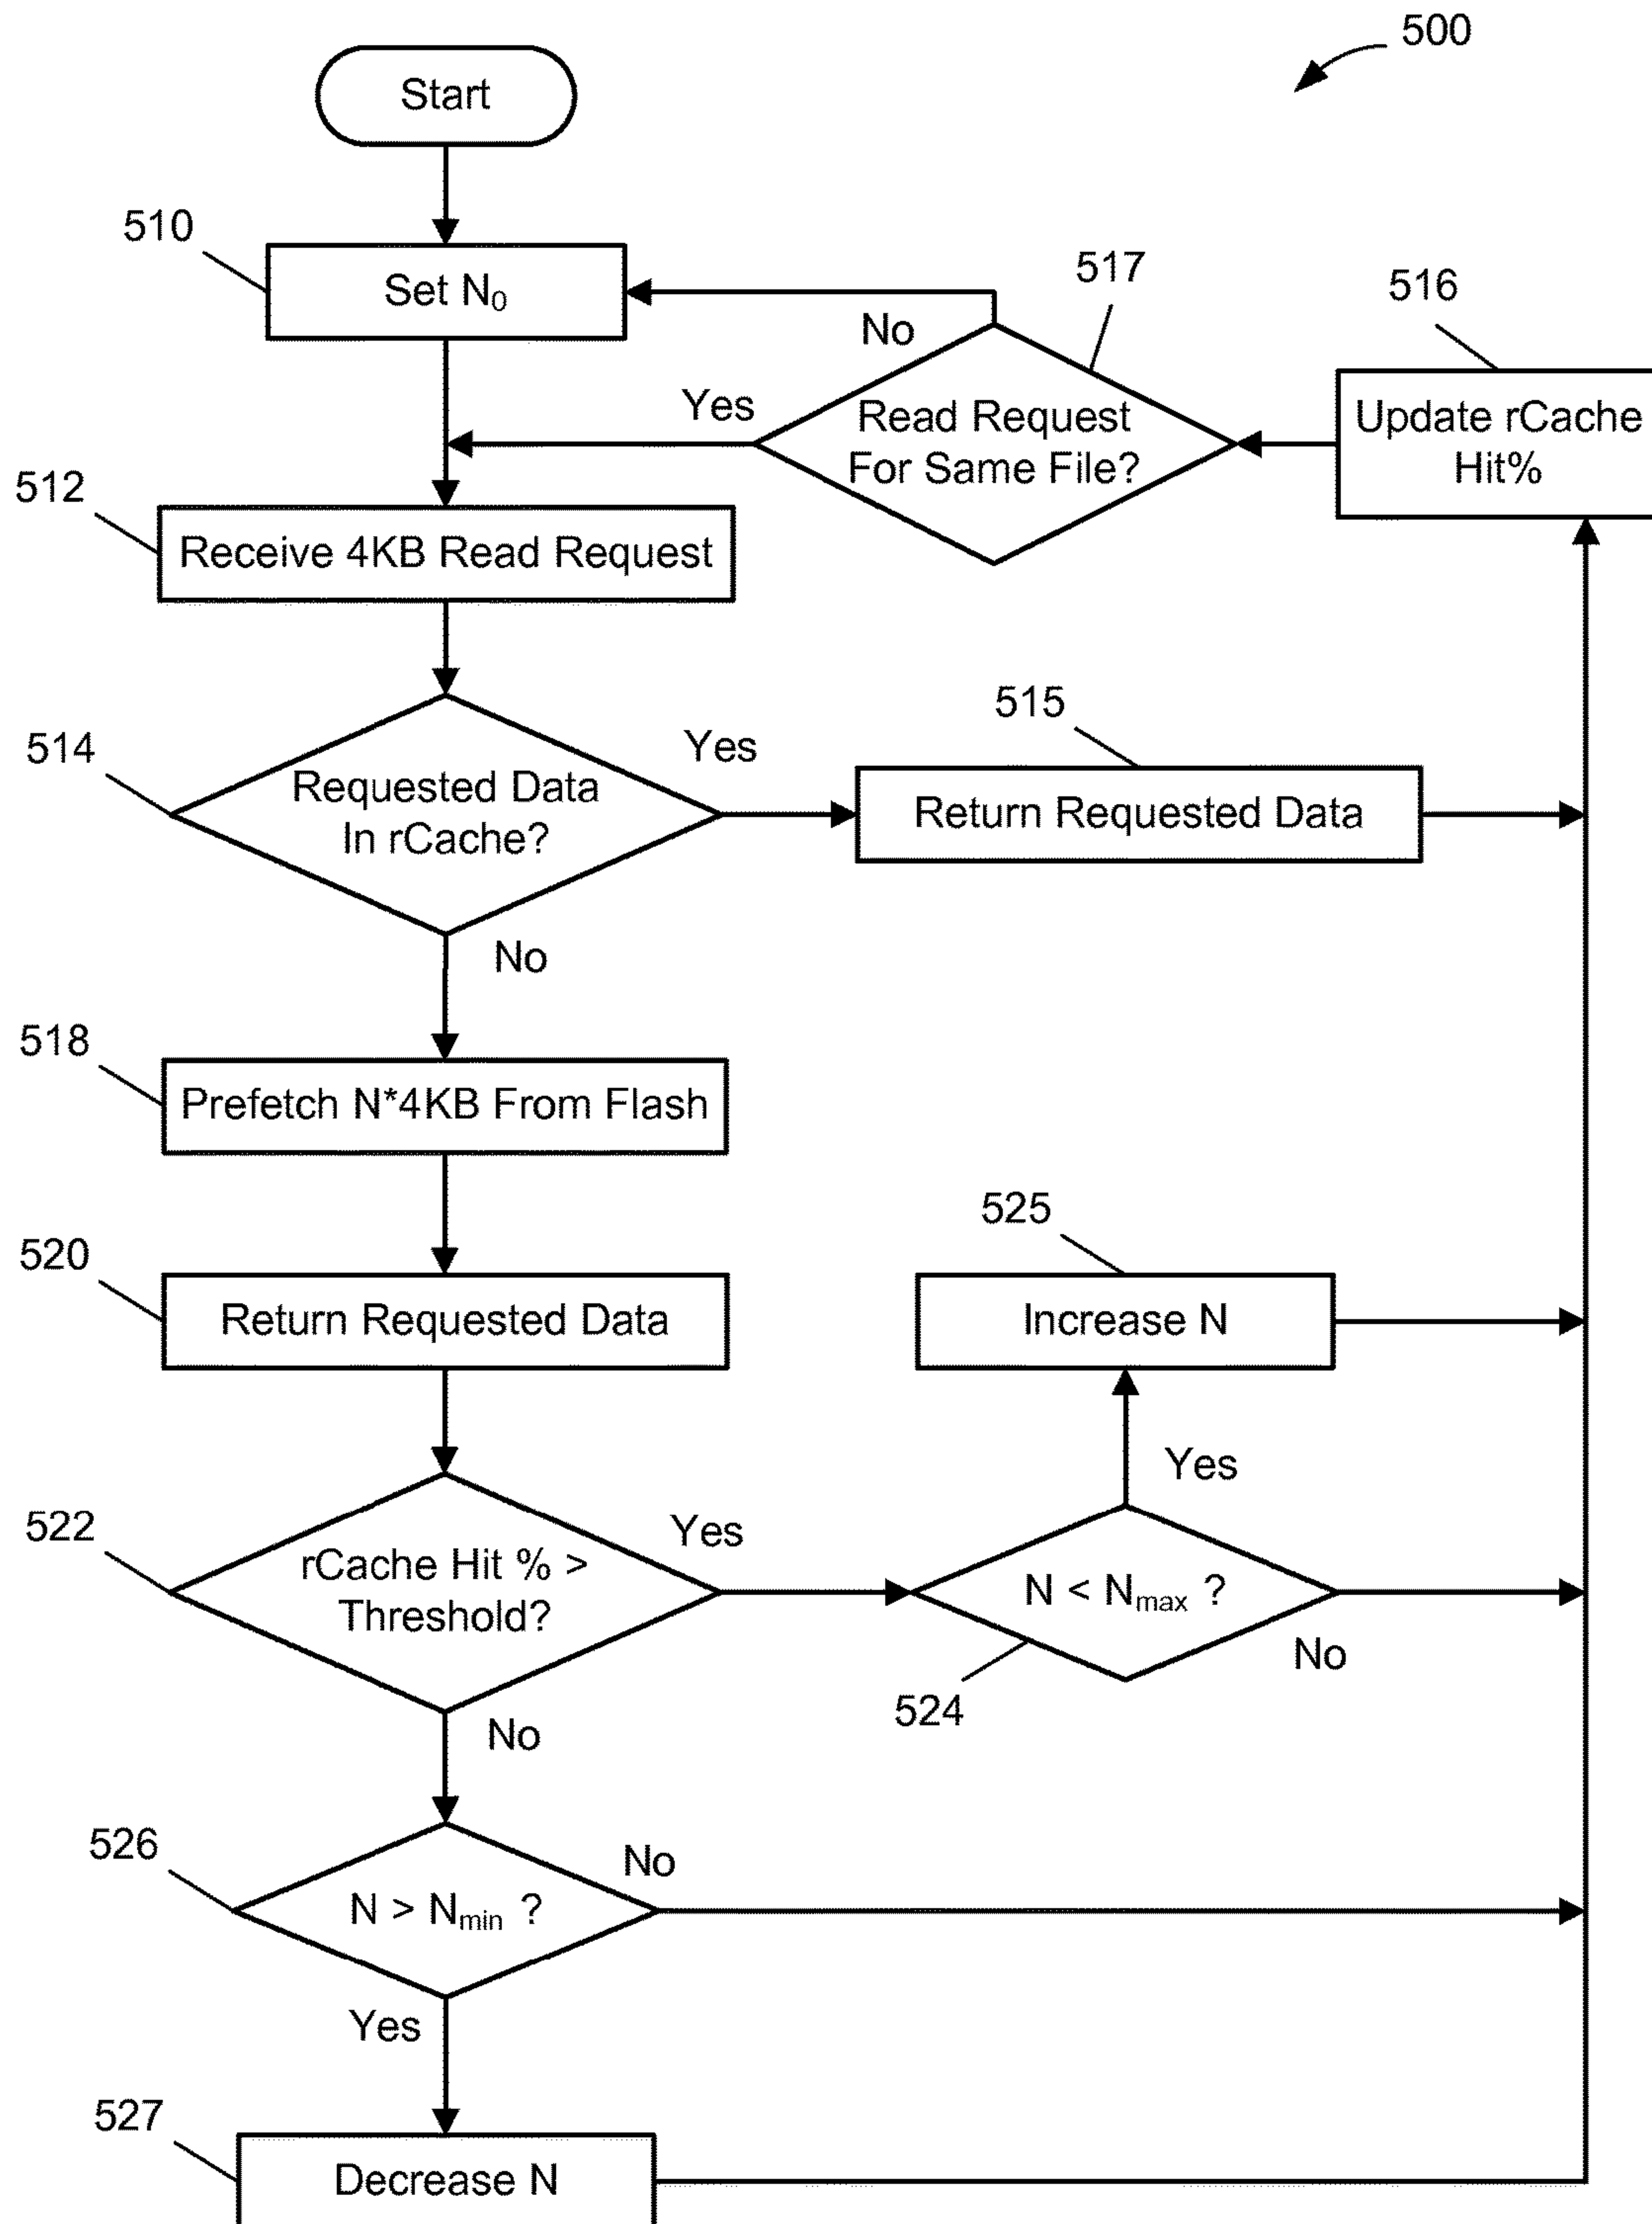 500
Start
510
Set N₀
517
516
No
Yes
Read Request
For Same File?
Update rCache
Hit%
512
Receive 4KB Read Request
514
Requested Data
In rCache?
Yes
515
Return Requested Data
No
518
Prefetch N*4KB From Flash
520
Return Requested Data
525
Increase N
Yes
522
rCache Hit % >
Threshold?
Yes
N < Nmax ?
No
524
No
526
N > Nmin ?
No
Yes
527
Decrease N